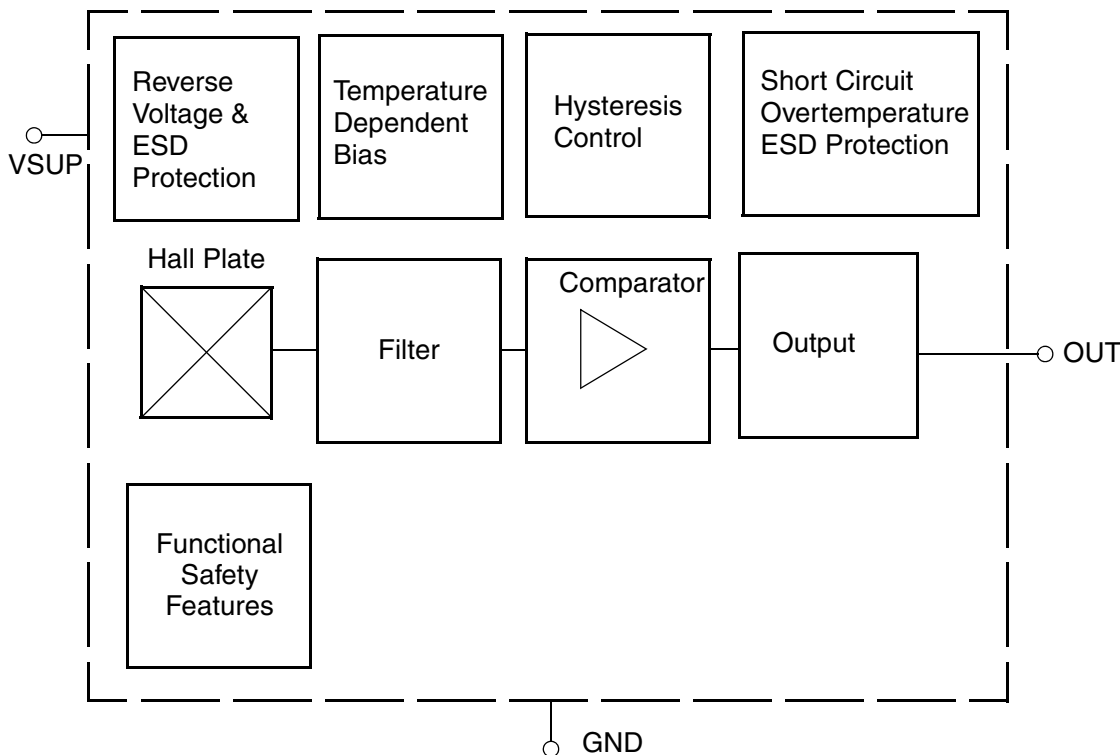 Reverse
Voltage &
ESD
Protection
Temperature
Dependent
Bias
Hysteresis
Control
Short Circuit
Overtemperature
ESD Protection
VSUP
Hall Plate
Filter
Comparator
Output
OUT
Functional
Safety
Features
GND